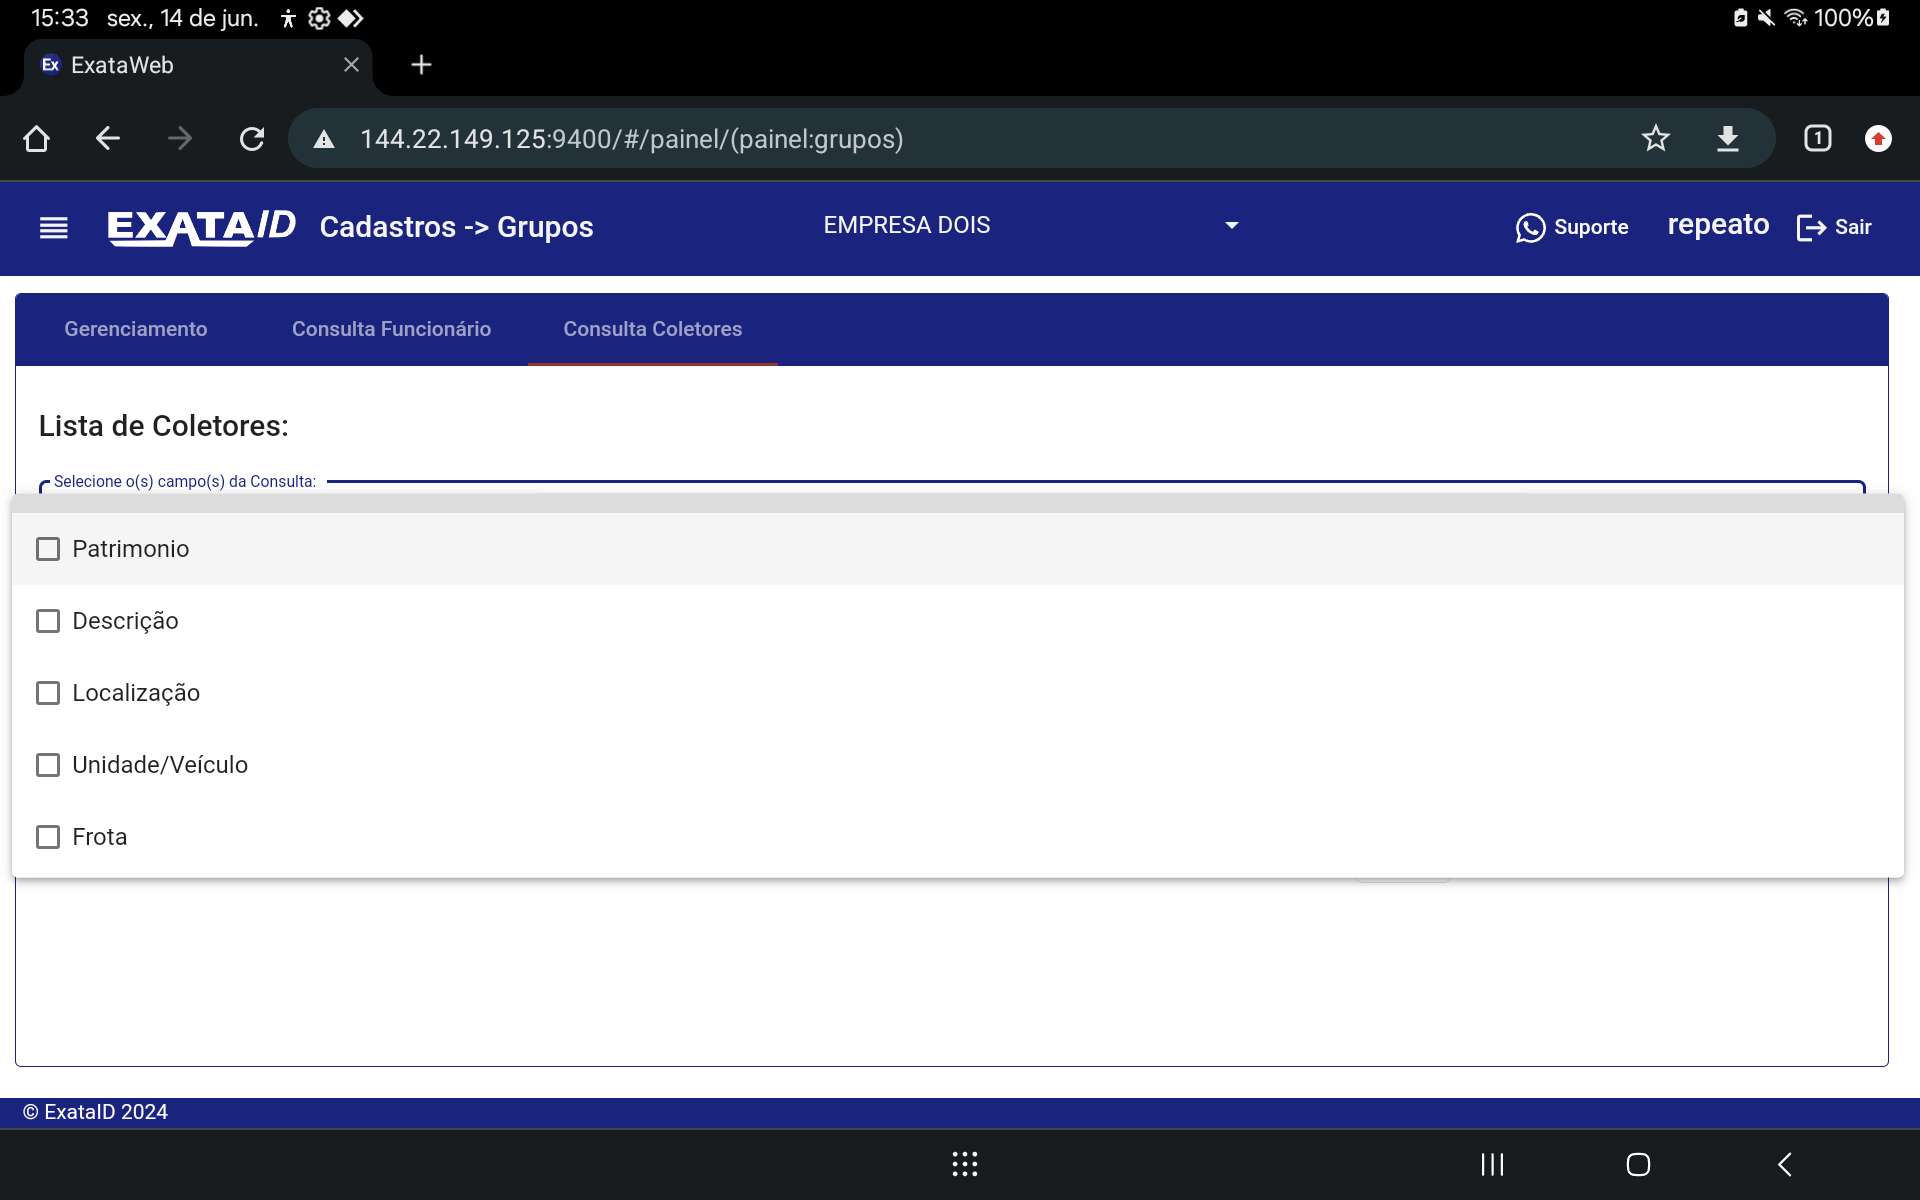 15:33 sex., 14 de jun. 100%
Ex ExataWeb
144.22.149.125:9400/#/painel/(painel:grupos) 1
EXATAID Cadastros -> Grupos EMPRESA DOIS Suporte repeato Sair
Gerenciamento Consulta Funcionário Consulta Coletores
Lista de Coletores:
Selecione o(s) campo(s) da Consulta:
Patrimonio
Descrição
Localização
Unidade/Veículo
Frota
© ExataID 2024